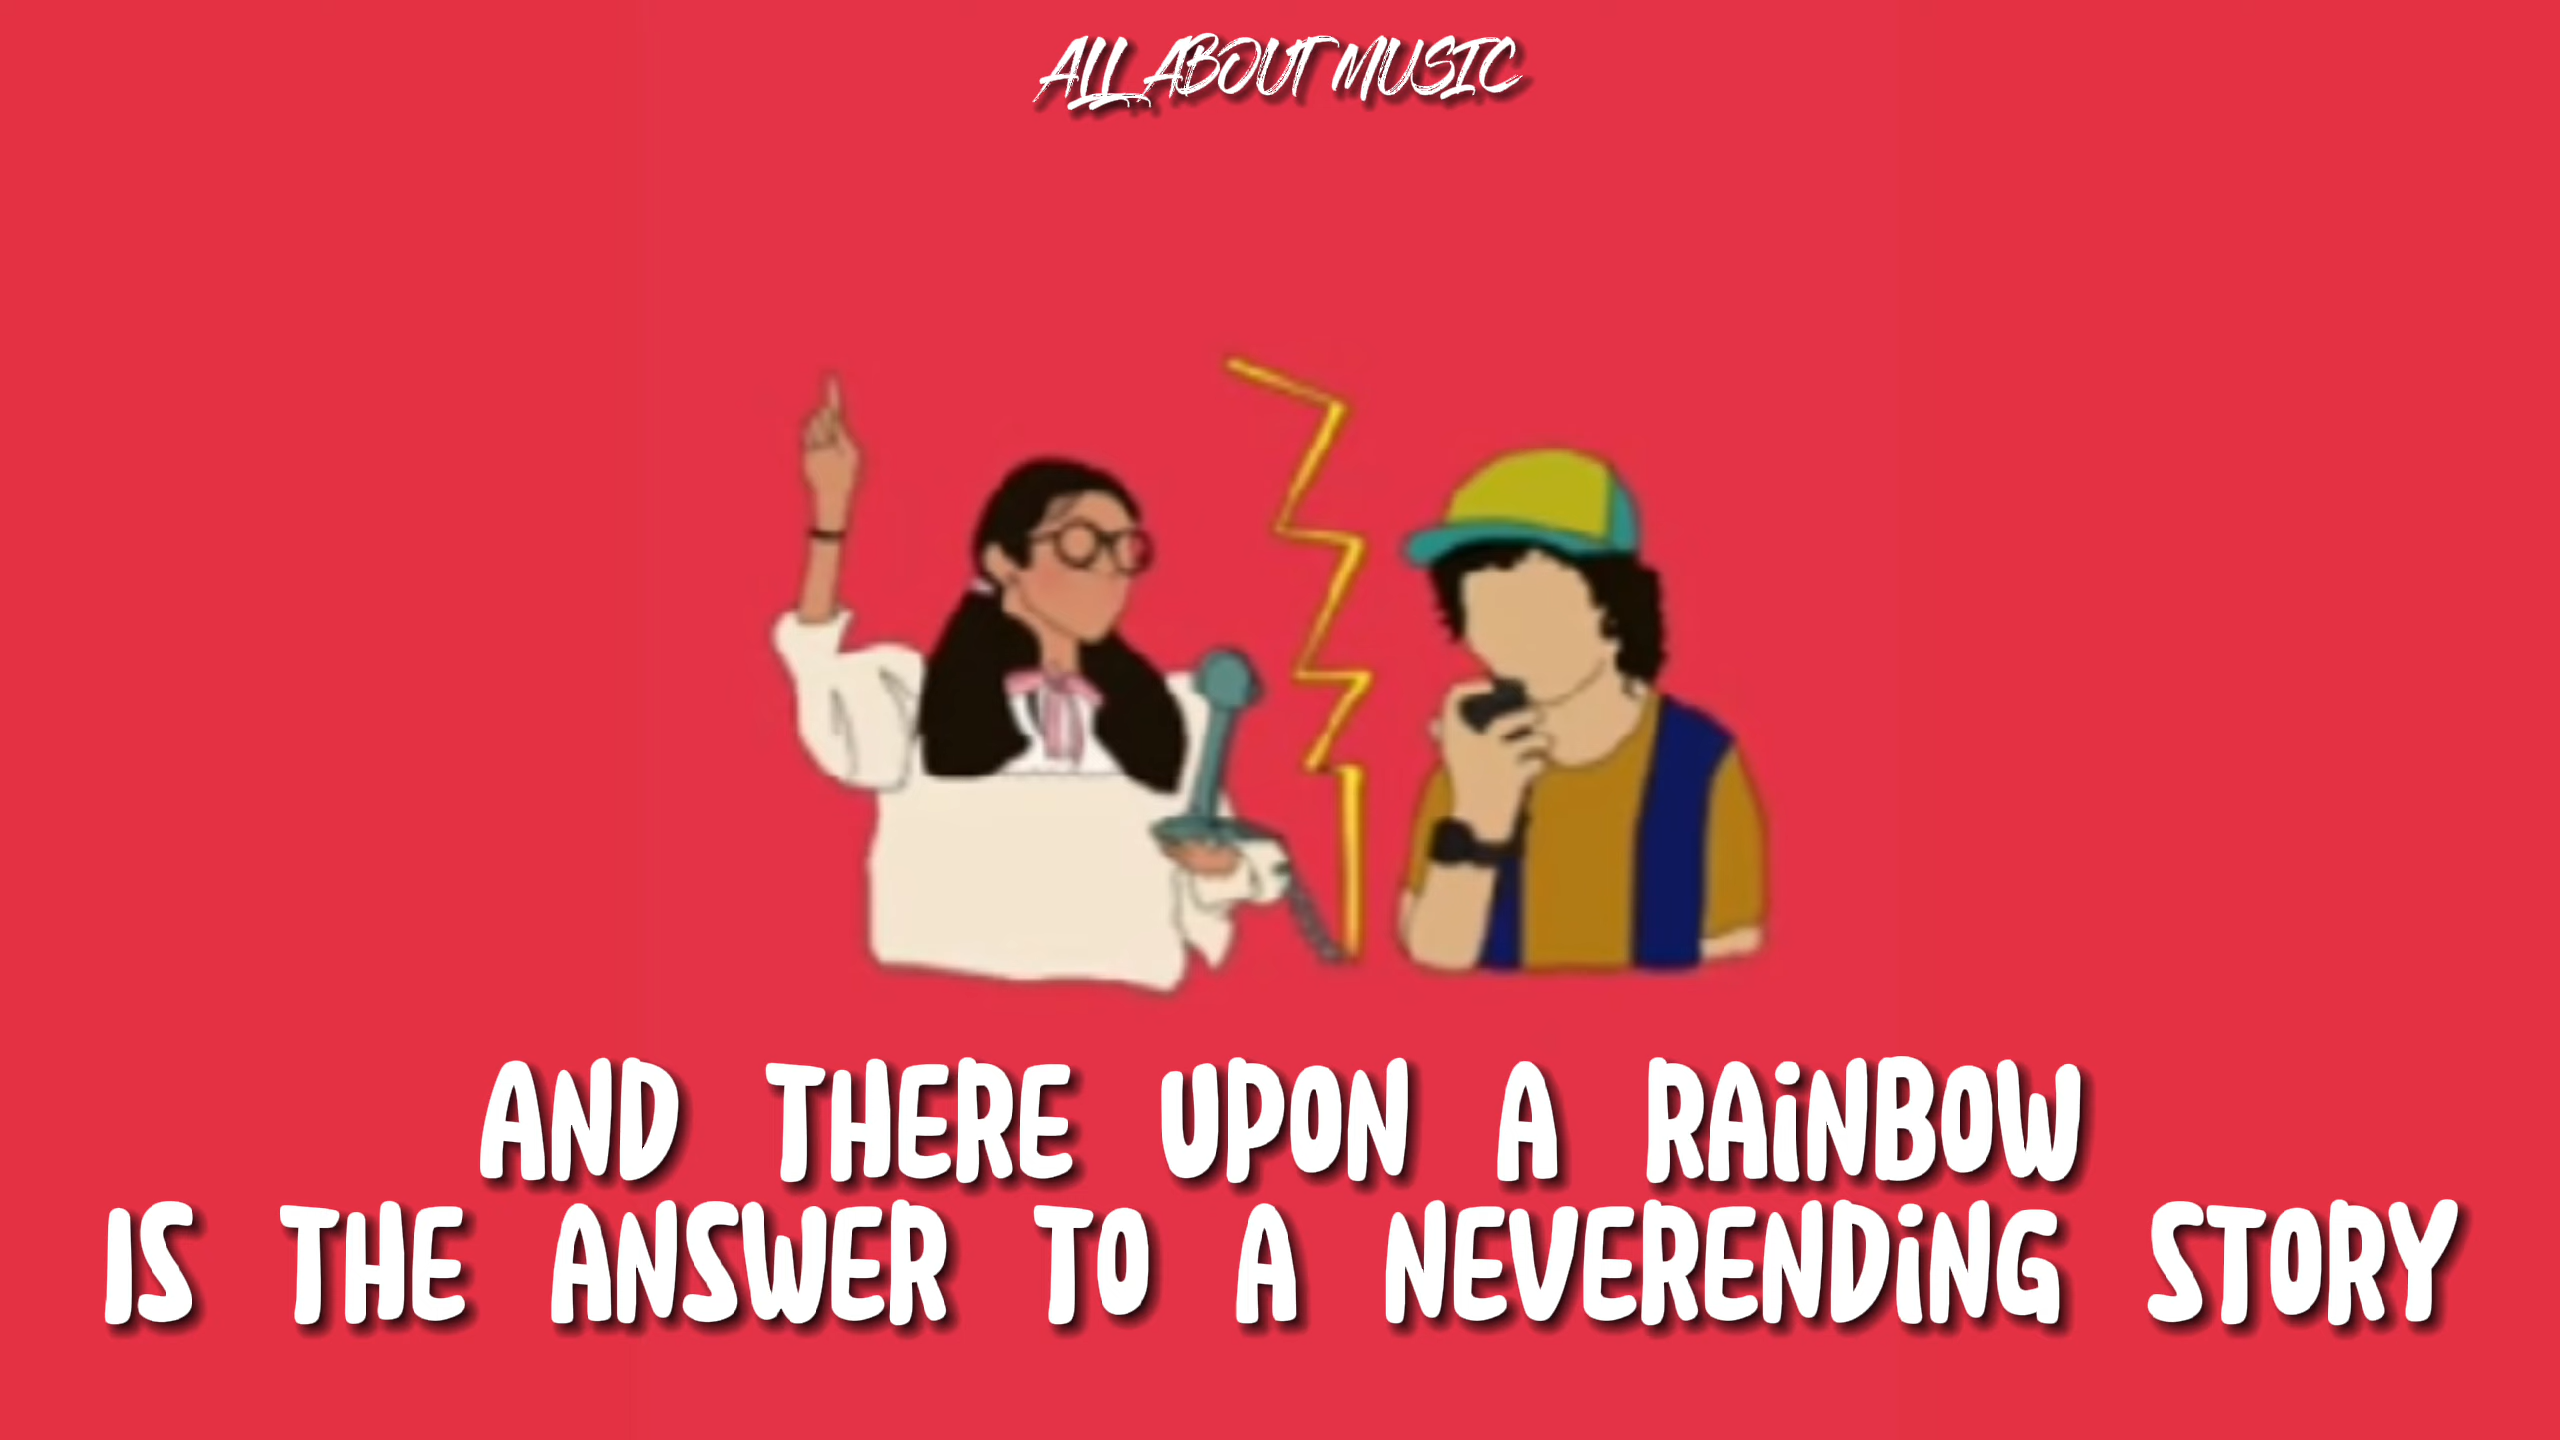 ALL ABOUT MUSIC
AND THERE UPON A RAiNBOW
IS THE ANSWER TO A NEVERENDiNG STORY